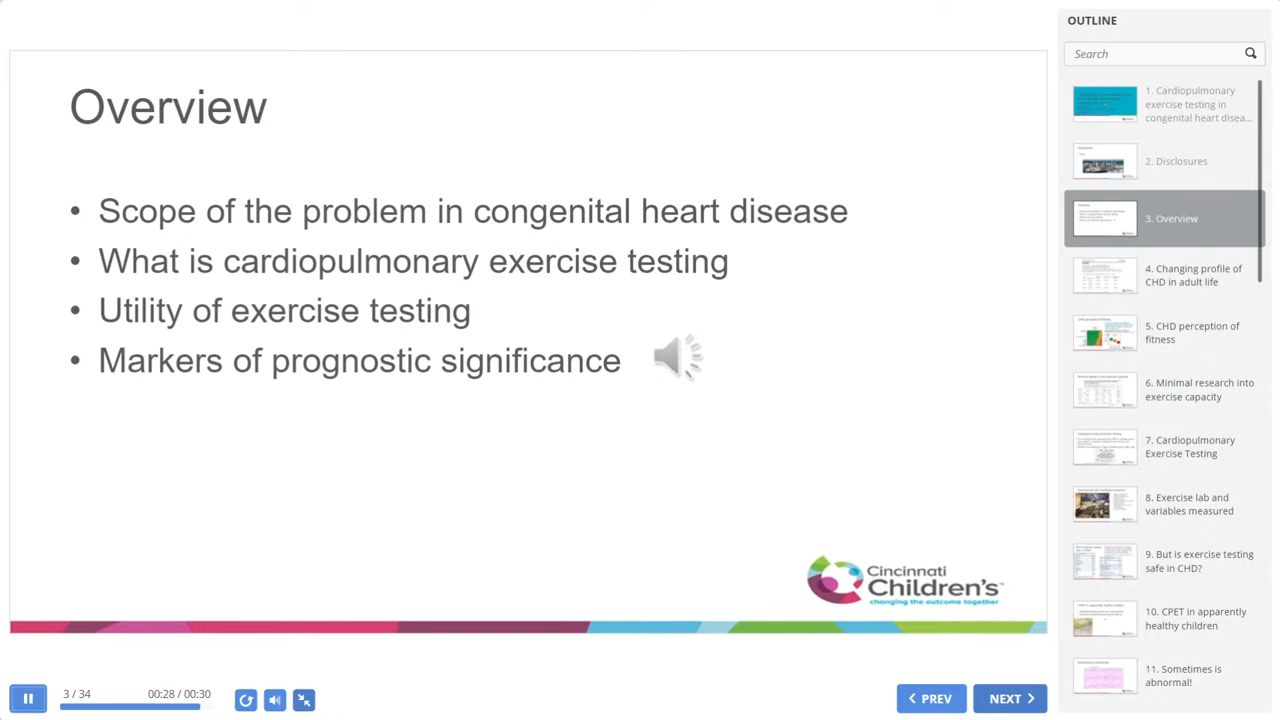 Overview
• Scope of the problem in congenital heart disease
• What is cardiopulmonary exercise testing
• Utility of exercise testing
• Markers of prognostic significance
Cincinnati
Children's™
changing the outcome together
3 / 34
00:28 / 00:30
PREV
NEXT
OUTLINE
Search
1. Cardiopulmonary
exercise testing in
congenital heart disea...
2. Disclosures
3. Overview
4. Changing profile of
CHD in adult life
5. CHD perception of
fitness
6. Minimal research into
exercise capacity
7. Cardiopulmonary
Exercise Testing
8. Exercise lab and
variables measured
9. But is exercise testing
safe in CHD?
10. CPET in apparently
healthy children
11. Sometimes is
abnormal!